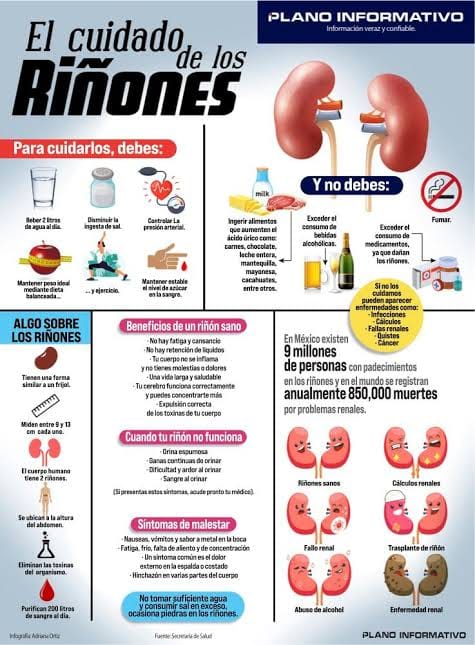 PLANO INFORMATIVO
Información veraz y confiable.
El cuidado
de los
Riñones
Para cuidarlos, debes:
Beber 2 litros
de agua al día.
Disminuir la
ingesta de sal.
Controlar La
presión arterial.
Mantener peso ideal
mediante dieta
balanceada...
...y ejercicio.
Mantener estable
el nivel de azúcar
en la sangre.
milk
Y no debes:
Ingerir alimentos
que aumenten el
ácido úrico como:
carnes, chocolate,
leche entera,
mantequilla,
mayonesa,
cacahuates,
entre otros.
Exceder el
consumo de
bebidas
alcohólicas.
Exceder el
consumo de
medicamentos,
ya que dañan
los riñones.
Fumar.
Si no los
cuidamos
pueden aparecer
enfermedades como:
- Infecciones
- Cálculos
- Fallas renales
- Quistes
- Cáncer
ALGO SOBRE
LOS RIÑONES
Tienen una forma
similar a un frijol.
Miden entre 9 y 13
cm cada uno.
El cuerpo humano
tiene 2 riñones.
Se ubican a la altura
del abdomen.
Eliminan las toxinas
del organismo.
Purifican 200 litros
de sangre al día.
Beneficios de un riñón sano
· No hay fatiga y cansancio
· No hay retención de líquidos
· Tu cuerpo no se inflama
y no tienes molestias o dolores
· Una vida larga y saludable
· Tu cerebro funciona correctamente
y puedes concentrarte más
· Expulsión correcta
de los toxinas de tu cuerpo
Cuando tu riñón no funciona
· Orina espumosa
· Ganas continuas de orinar
· Dificultad y ardor al orinar
· Sangre al orinar
(Si presentas estos síntomas, acude pronto tu médico).
Síntomas de malestar
· Nauseas, vómitos y sabor a metal en la boca
· Fatiga, frio, falta de aliento y de concentración
· Un síntoma común es el dolor
externo en la espalda o costado
· Hinchazón en varias partes del cuerpo
No tomar suficiente agua
y consumir sal en exceso,
ocasiona piedras en los riñones.
En México existen
9 millones
de personas con padecimientos
en los riñones y en el mundo se registran
anualmente 850,000 muertes
por problemas renales.
Riñones sanos
Cálculos renales
Fallo renal
Trasplante de riñón
Abuso de alcohol
Enfermedad renal
Infografía: Adriana Ortiz
Fuente: Secretaría de Salud
PLANO INFORMATIVO